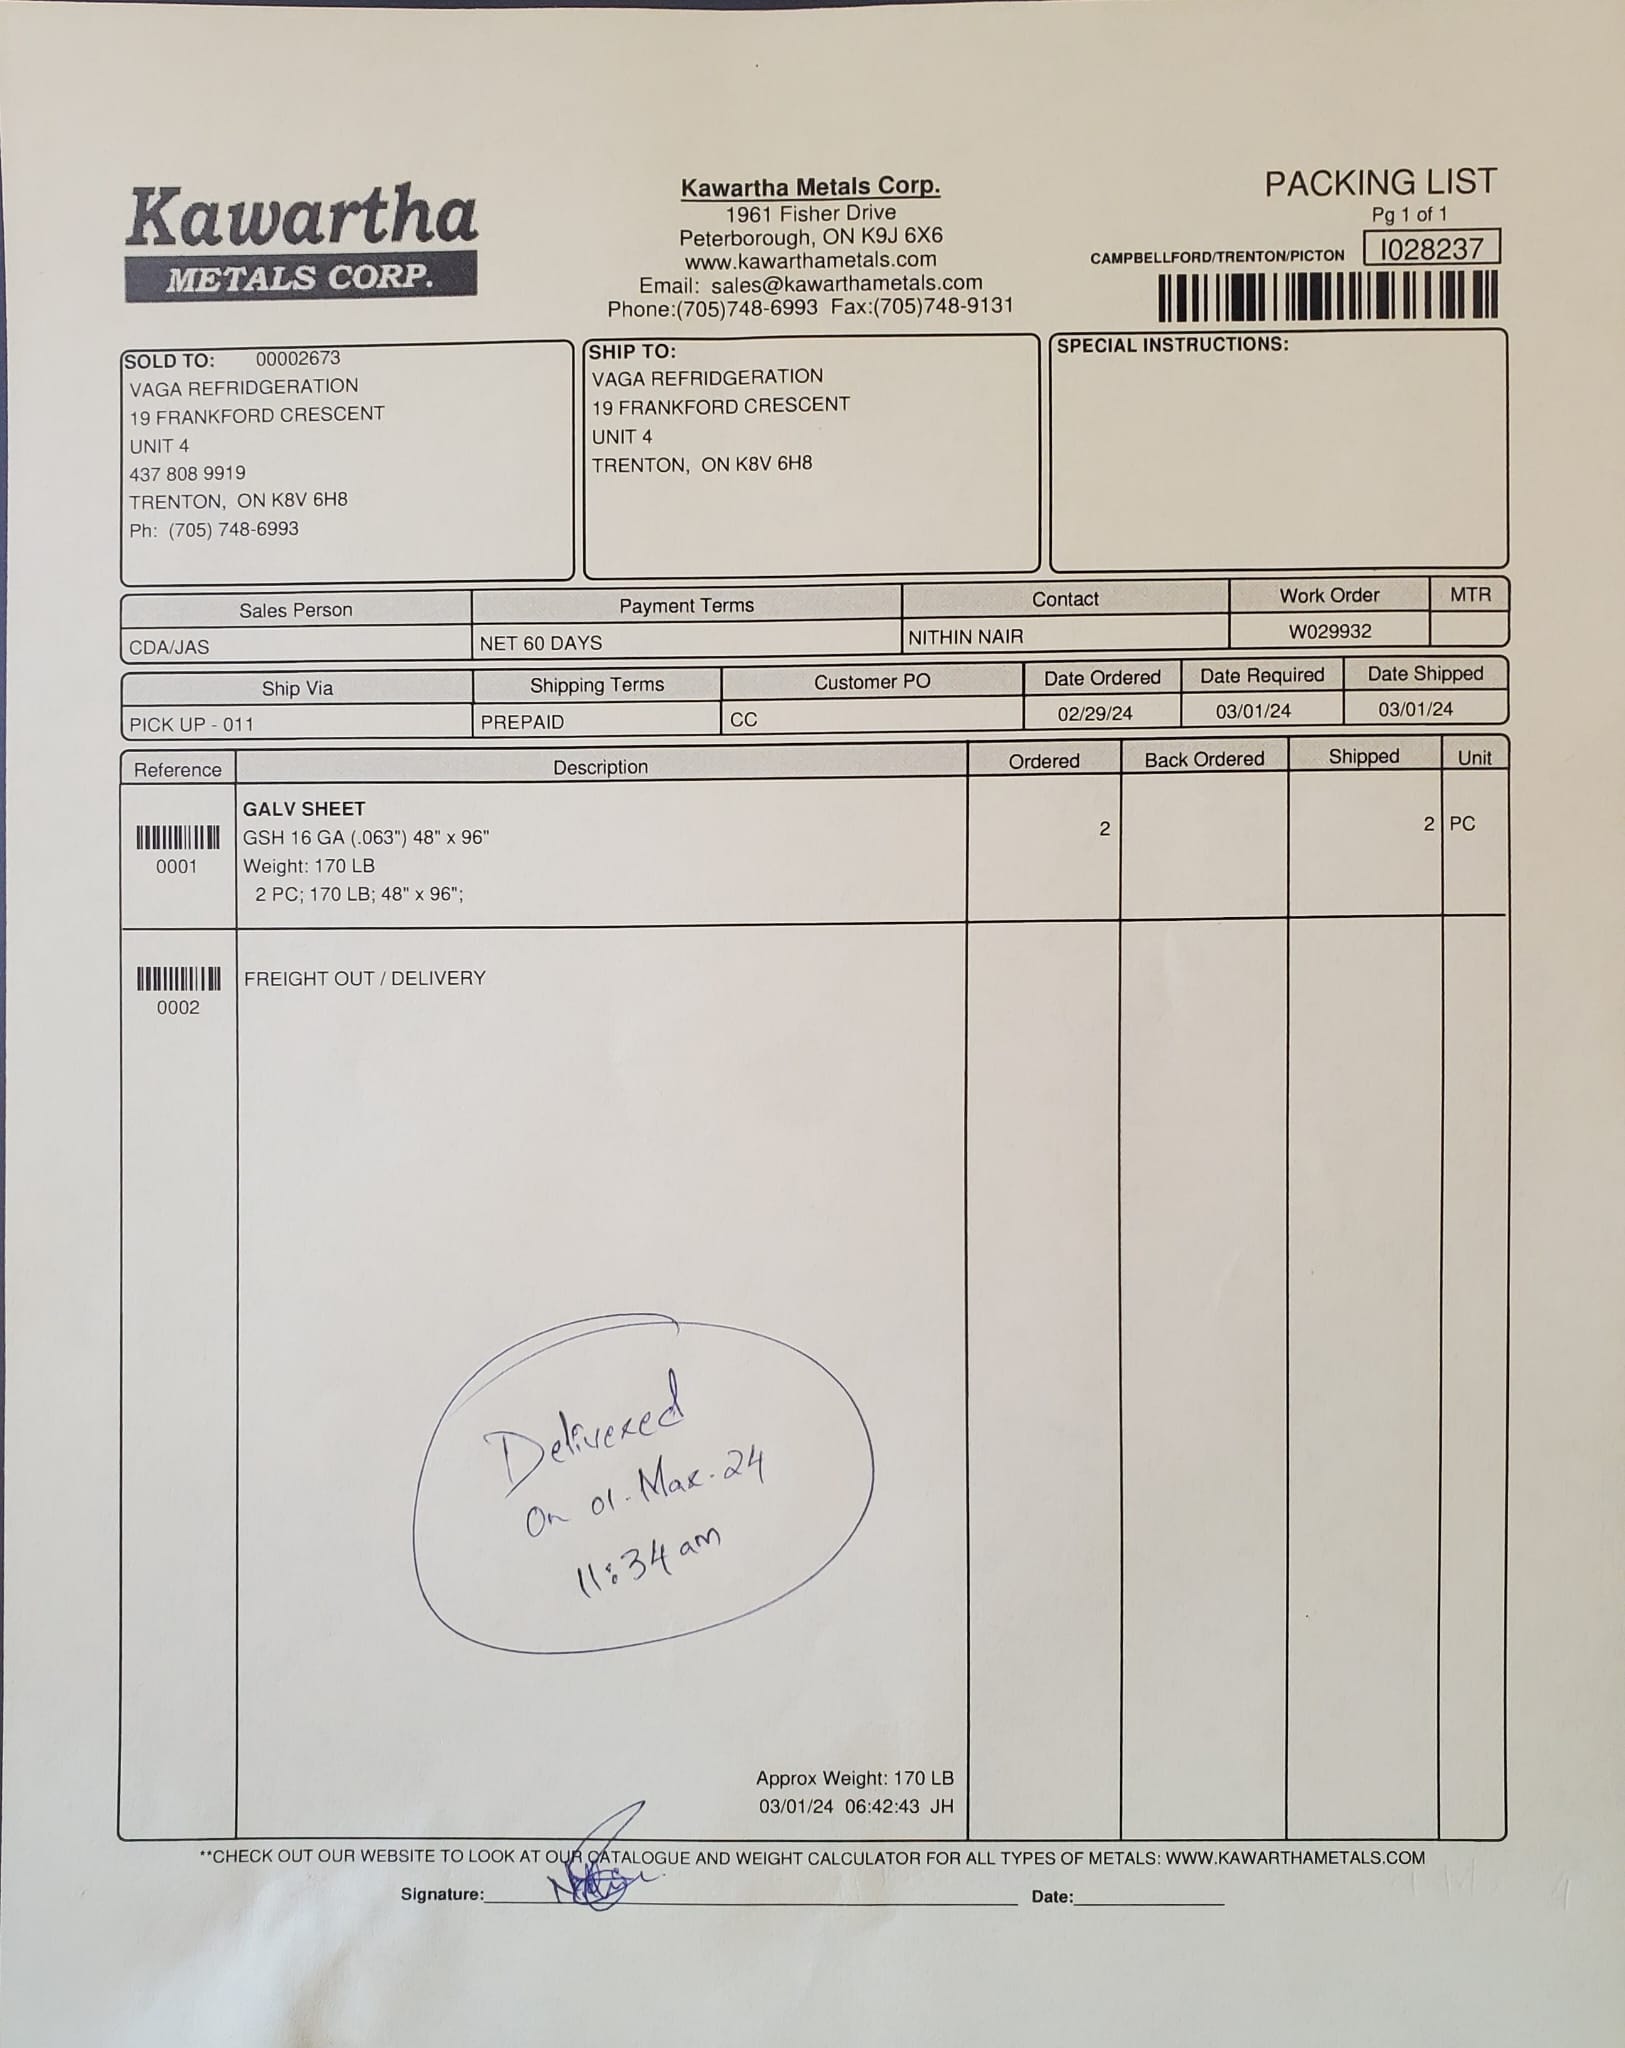 Kawartha
METALS CORP.
Kawartha Metals Corp.
1961 Fisher Drive
Peterborough, ON K9J 6X6
www.kawarthametals.com
Email: sales@kawarthametals.com
Phone:(705)748-6993 Fax:(705)748-9131
PACKING LIST
Pg 1 of 1
CAMPBELLFORD/TRENTON/PICTON I028237
SOLD TO: 00002673
VAGA REFRIDGERATION
19 FRANKFORD CRESCENT
UNIT 4
437 808 9919
TRENTON, ON K8V 6H8
Ph: (705) 748-6993
SHIP TO:
VAGA REFRIDGERATION
19 FRANKFORD CRESCENT
UNIT 4
TRENTON, ON K8V 6H8
SPECIAL INSTRUCTIONS:
Sales Person Payment Terms Contact Work Order MTR
CDA/JAS NET 60 DAYS NITHIN NAIR W029932
Ship Via Shipping Terms Customer PO Date Ordered Date Required Date Shipped
PICK UP - 011 PREPAID CC 02/29/24 03/01/24 03/01/24
Reference Description Ordered Back Ordered Shipped Unit
GALV SHEET
GSH 16 GA (.063") 48" x 96" 2 2 PC
0001 Weight: 170 LB
2 PC; 170 LB; 48" x 96";
FREIGHT OUT / DELIVERY
0002
Delivered
On 01-Mar-24
11:34 am
Approx Weight: 170 LB
03/01/24 06:42:43 JH
**CHECK OUT OUR WEBSITE TO LOOK AT OUR CATALOGUE AND WEIGHT CALCULATOR FOR ALL TYPES OF METALS: WWW.KAWARTHAMETALS.COM
Signature: Date: